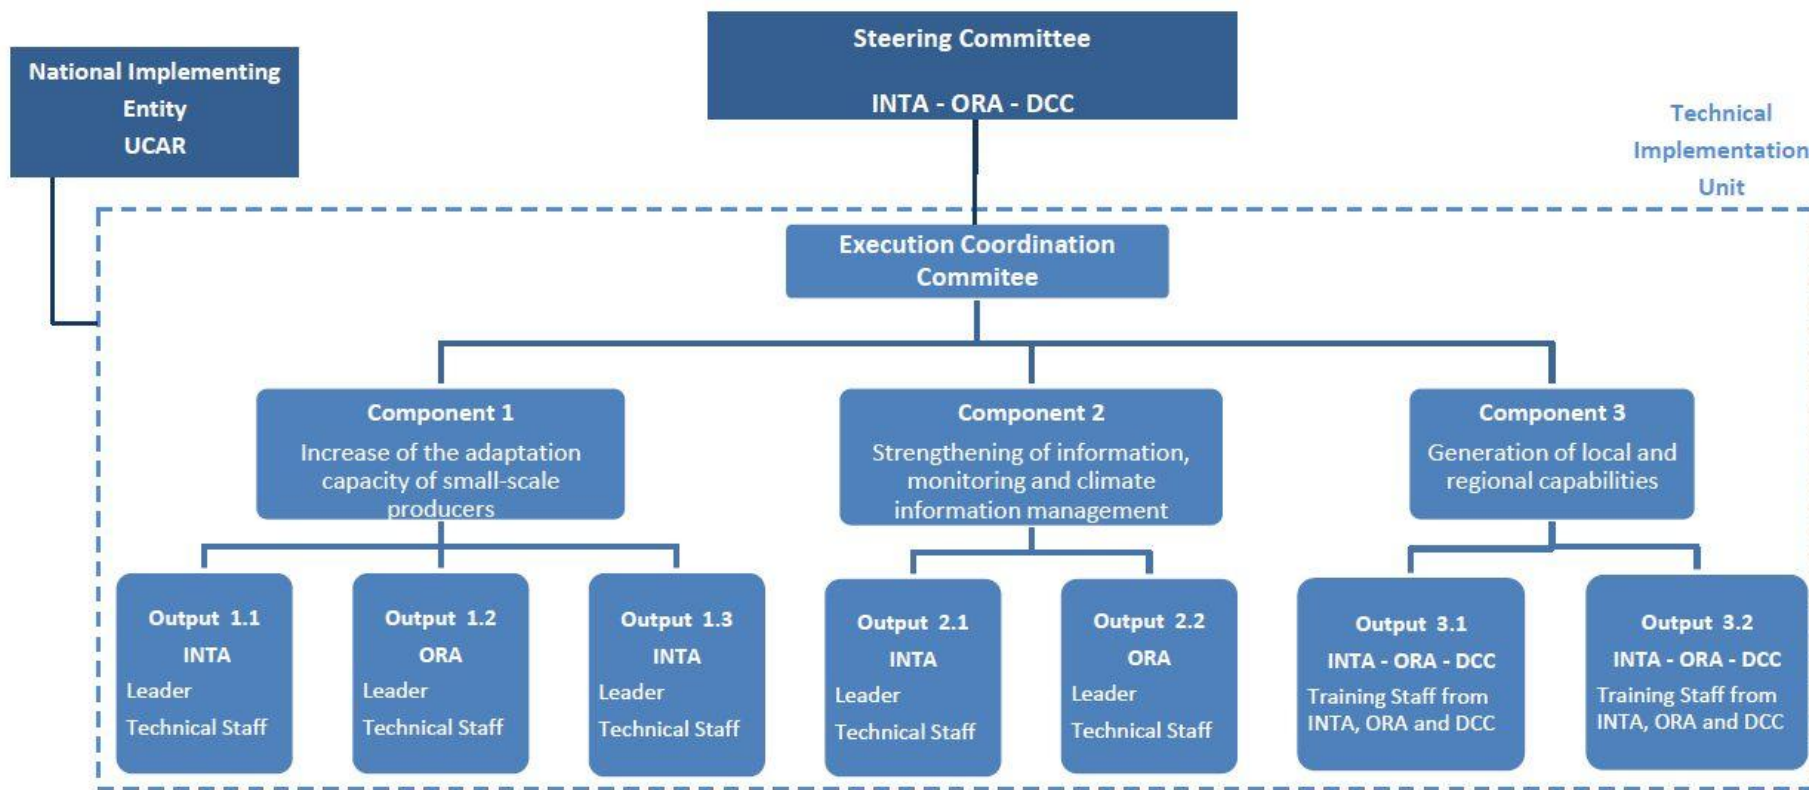 National Implementing
Entity
UCAR
Steering Committee
INTA - ORA - DCC
Technical
Implementation
Unit
Execution Coordination
Commitee
Component 1
Increase of the adaptation
capacity of small-scale
producers
Component 2
Strengthening of information,
monitoring and climate
information management
Component 3
Generation of local and
regional capabilities
Output 1.1
INTA
Leader
Technical Staff
Output 1.2
ORA
Leader
Technical Staff
Output 1.3
INTA
Leader
Technical Staff
Output 2.1
INTA
Leader
Technical Staff
Output 2.2
ORA
Leader
Technical Staff
Output 3.1
INTA - ORA - DCC
Training Staff from
INTA, ORA and DCC
Output 3.2
INTA - ORA - DCC
Training Staff from
INTA, ORA and DCC